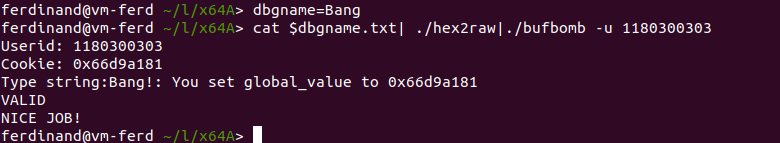 ferdinand@vm-ferd ~/l/x64A> dbgname=Bang
ferdinand@vm-ferd ~/l/x64A> cat $dbgname.txt| ./hex2raw|./bufbomb -u 1180300303
Userid: 1180300303
Cookie: 0x66d9a181
Type string:Bang!: You set global_value to 0x66d9a181
VALID
NICE JOB!
ferdinand@vm-ferd ~/l/x64A>